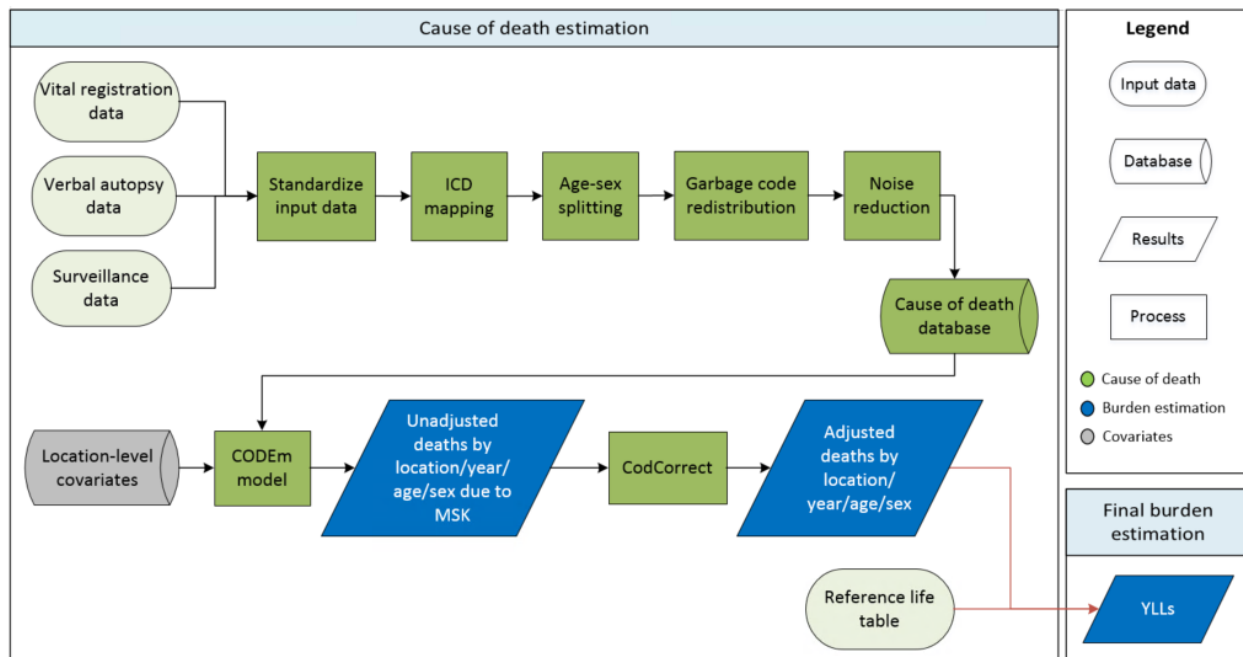 Cause of death estimation
Vital registration
data
Verbal autopsy
data
Surveillance
data
Standardize
input data
ICD
mapping
Age-sex
splitting
Garbage code
redistribution
Noise
reduction
Cause of death
database
Location-level
covariates
CODEm
model
Unadjusted
deaths by
location/year/
age/sex due to
MSK
CodCorrect
Adjusted
deaths by
location/
year/age/sex
Reference life
table
Legend
Input data
Database
Results
Process
Cause of death
Burden estimation
Covariates
Final burden
estimation
YLLs